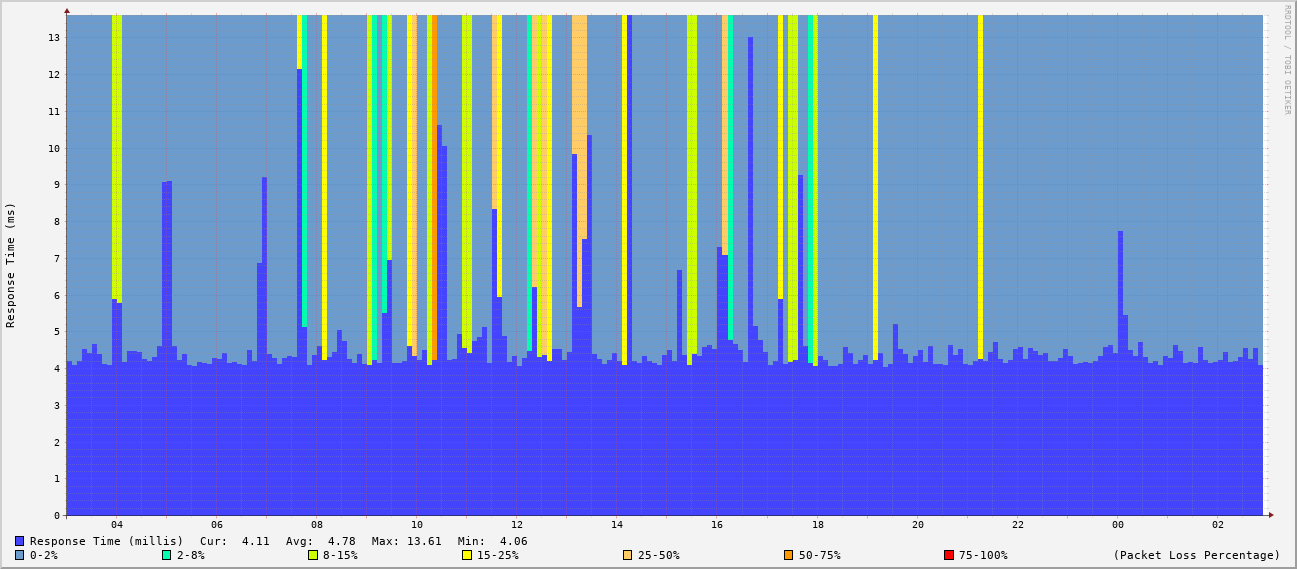 RRDTOOL / TOBI OETIKER
Response Time (ms)
13
12
11
10
9
8
7
6
5
4
3
2
1
0
04 06 08 10 12 14 16 18 20 22 00 02
Response Time (millis) Cur: 4.11 Avg: 4.78 Max: 13.61 Min: 4.06
0-2% 2-8% 8-15% 15-25% 25-50% 50-75% 75-100% (Packet Loss Percentage)